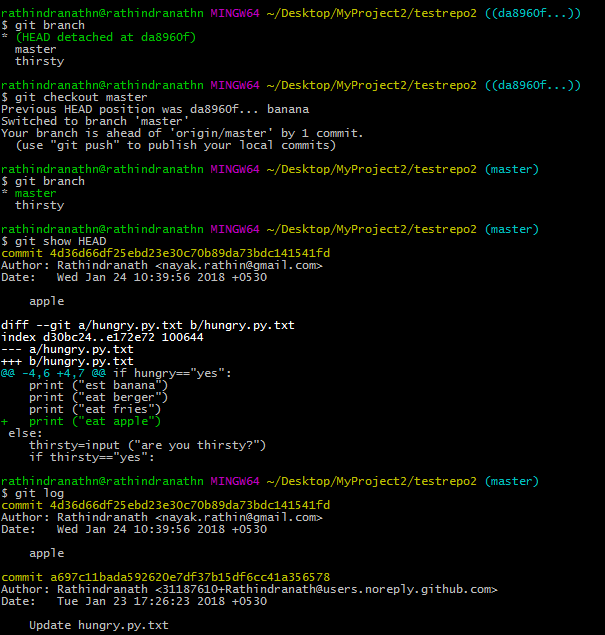 rathindranathn@rathindranathn MINGW64 ~/Desktop/MyProject2/testrepo2 ((da8960f...))
$ git branch
* (HEAD detached at da8960f)
  master
  thirsty
rathindranathn@rathindranathn MINGW64 ~/Desktop/MyProject2/testrepo2 ((da8960f...))
$ git checkout master
Previous HEAD position was da8960f... banana
Switched to branch 'master'
Your branch is ahead of 'origin/master' by 1 commit.
  (use "git push" to publish your local commits)
rathindranathn@rathindranathn MINGW64 ~/Desktop/MyProject2/testrepo2 (master)
$ git branch
* master
  thirsty
rathindranathn@rathindranathn MINGW64 ~/Desktop/MyProject2/testrepo2 (master)
$ git show HEAD
commit 4d36d66df25ebd23e30c70b89da73bdc141541fd
Author: Rathindranath <nayak.rathin@gmail.com>
Date:   Wed Jan 24 10:39:56 2018 +0530
    apple
diff --git a/hungry.py.txt b/hungry.py.txt
index d30bc24..e172e72 100644
--- a/hungry.py.txt
+++ b/hungry.py.txt
@@ -4,6 +4,7 @@ if hungry=="yes":
    print ("est banana")
    print ("eat berger")
    print ("eat fries")
+   print ("eat apple")
 else:
    thirsty=input ("are you thirsty?")
    if thirsty=="yes":
rathindranathn@rathindranathn MINGW64 ~/Desktop/MyProject2/testrepo2 (master)
$ git log
commit 4d36d66df25ebd23e30c70b89da73bdc141541fd
Author: Rathindranath <nayak.rathin@gmail.com>
Date:   Wed Jan 24 10:39:56 2018 +0530
    apple
commit a697c11bada592620e7df37b15df6cc41a356578
Author: Rathindranath <31187610+Rathindranath@users.noreply.github.com>
Date:   Tue Jan 23 17:26:23 2018 +0530
    Update hungry.py.txt